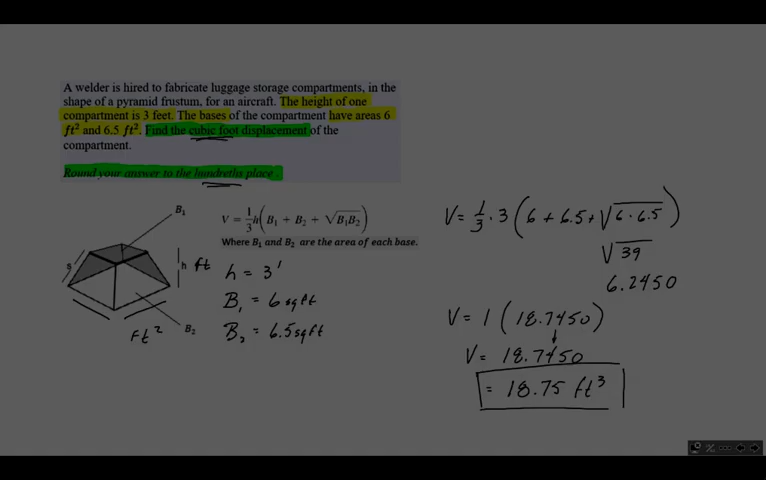 A welder is hired to fabricate luggage storage compartments, in the
shape of a pyramid frustum, for an aircraft. The height of one
compartment is 3 feet. The bases of the compartment have areas 6
ft² and 6.5 ft². Find the cubic foot displacement of the
compartment.
Round your answer to the hundreths place
B₁
s
h ft
B₂
Ft²
V = 1/3 h(B₁ + B₂ + √B₁B₂)
Where B₁ and B₂ are the area of each base.
h = 3'
B₁ = 6 sqft
B₂ = 6.5 sqft
V = 1/3 · 3 (6 + 6.5 + √6 · 6.5)
√39
6.2450
V = 1 (18.7450)
V = 18.7450
= 18.75 ft³